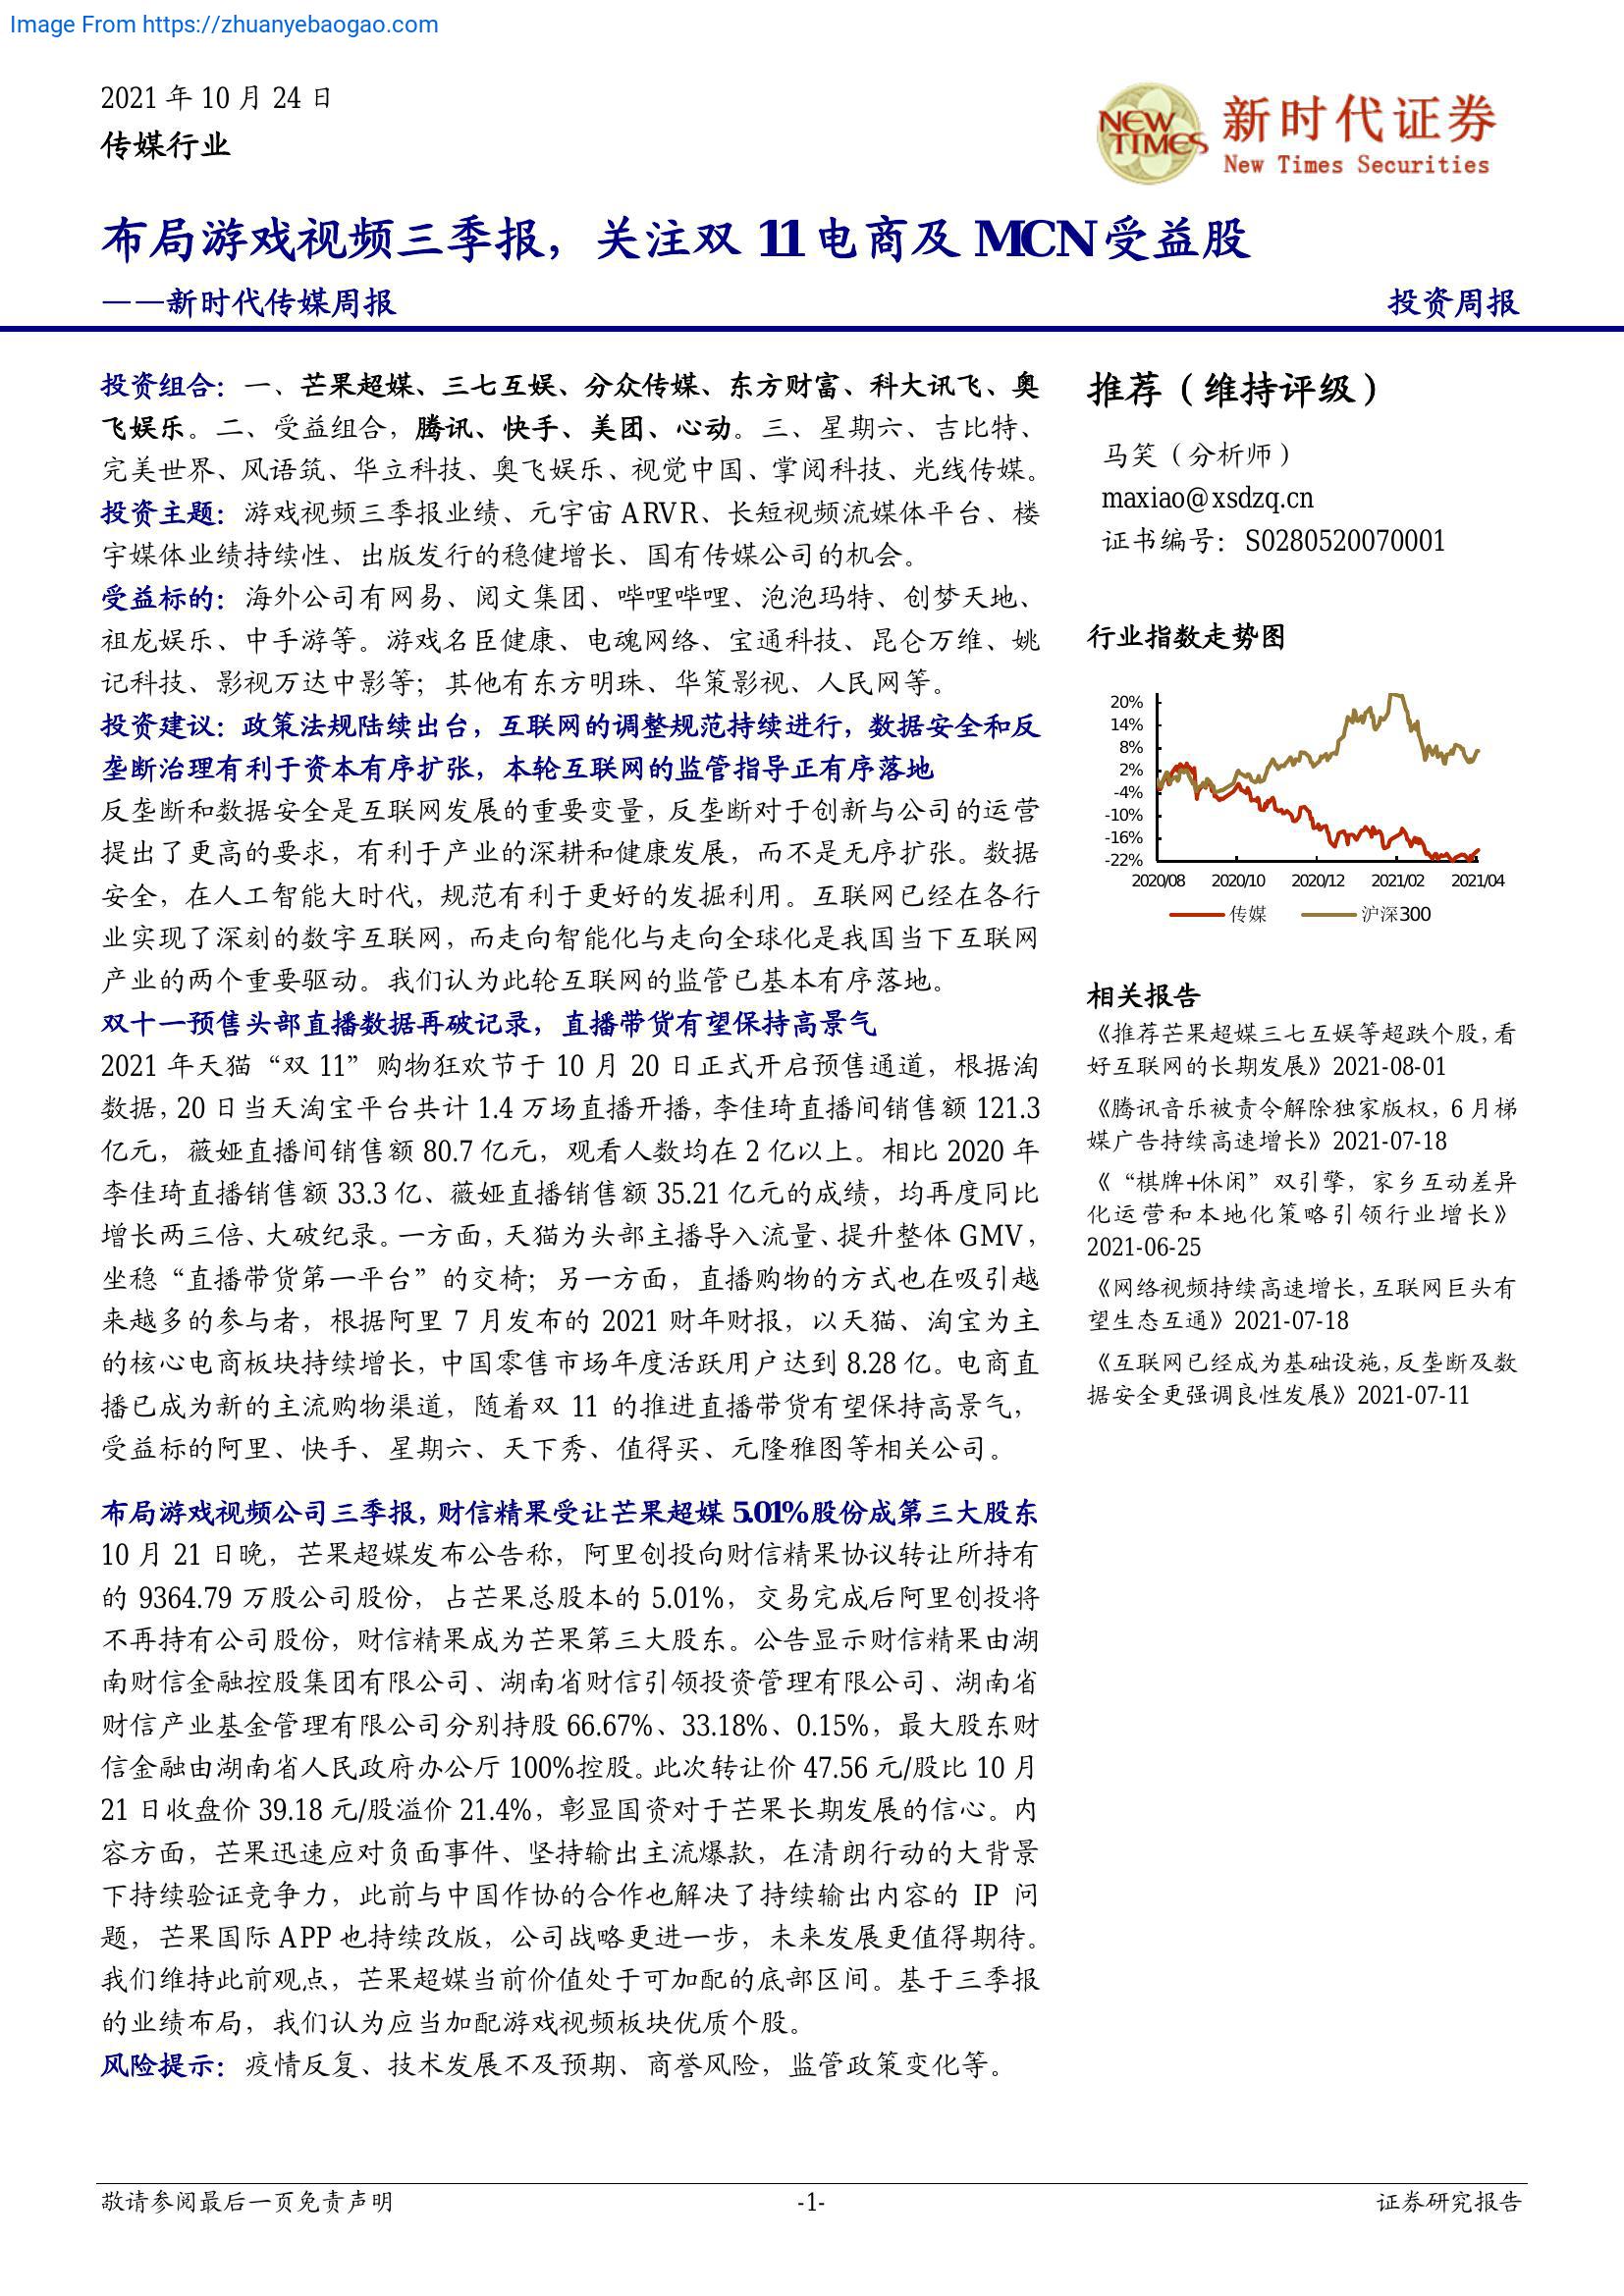 Image From https://zhuanyebaogao.com
2021 年 10 月 24 日
传媒行业
NEW TIMES
新时代证券
New Times Securities
布局游戏视频三季报，关注双 11 电商及 MCN 受益股
——新时代传媒周报
投资周报
投资组合：一、芒果超媒、三七互娱、分众传媒、东方财富、科大讯飞、奥
飞娱乐。二、受益组合，腾讯、快手、美团、心动。三、星期六、吉比特、
完美世界、风语筑、华立科技、奥飞娱乐、视觉中国、掌阅科技、光线传媒。
投资主题：游戏视频三季报业绩、元宇宙 ARVR、长短视频流媒体平台、楼
宇媒体业绩持续性、出版发行的稳健增长、国有传媒公司的机会。
受益标的：海外公司有网易、阅文集团、哔哩哔哩、泡泡玛特、创梦天地、
祖龙娱乐、中手游等。游戏名臣健康、电魂网络、宝通科技、昆仑万维、姚
记科技、影视万达中影等；其他有东方明珠、华策影视、人民网等。
投资建议：政策法规陆续出台，互联网的调整规范持续进行，数据安全和反
垄断治理有利于资本有序扩张，本轮互联网的监管指导正有序落地
反垄断和数据安全是互联网发展的重要变量，反垄断对于创新与公司的运营
提出了更高的要求，有利于产业的深耕和健康发展，而不是无序扩张。数据
安全，在人工智能大时代，规范有利于更好的发掘利用。互联网已经在各行
业实现了深刻的数字互联网，而走向智能化与走向全球化是我国当下互联网
产业的两个重要驱动。我们认为此轮互联网的监管已基本有序落地。
双十一预售头部直播数据再破记录，直播带货有望保持高景气
2021 年天猫“双 11”购物狂欢节于 10 月 20 日正式开启预售通道，根据淘
数据，20 日当天淘宝平台共计 1.4 万场直播开播，李佳琦直播间销售额 121.3
亿元，薇娅直播间销售额 80.7 亿元，观看人数均在 2 亿以上。相比 2020 年
李佳琦直播销售额 33.3 亿、薇娅直播销售额 35.21 亿元的成绩，均再度同比
增长两三倍、大破纪录。一方面，天猫为头部主播导入流量、提升整体 GMV，
坐稳“直播带货第一平台”的交椅；另一方面，直播购物的方式也在吸引越
来越多的参与者，根据阿里 7 月发布的 2021 财年财报，以天猫、淘宝为主
的核心电商板块持续增长，中国零售市场年度活跃用户达到 8.28 亿。电商直
播已成为新的主流购物渠道，随着双 11 的推进直播带货有望保持高景气，
受益标的阿里、快手、星期六、天下秀、值得买、元隆雅图等相关公司。
布局游戏视频公司三季报，财信精果受让芒果超媒 5.01%股份成第三大股东
10 月 21 日晚，芒果超媒发布公告称，阿里创投向财信精果协议转让所持有
的 9364.79 万股公司股份，占芒果总股本的 5.01%，交易完成后阿里创投将
不再持有公司股份，财信精果成为芒果第三大股东。公告显示财信精果由湖
南财信金融控股集团有限公司、湖南省财信引领投资管理有限公司、湖南省
财信产业基金管理有限公司分别持股 66.67%、33.18%、0.15%，最大股东财
信金融由湖南省人民政府办公厅 100%控股。此次转让价 47.56 元/股比 10 月
21 日收盘价 39.18 元/股溢价 21.4%，彰显国资对于芒果长期发展的信心。内
容方面，芒果迅速应对负面事件、坚持输出主流爆款，在清朗行动的大背景
下持续验证竞争力，此前与中国作协的合作也解决了持续输出内容的 IP 问
题，芒果国际 APP 也持续改版，公司战略更进一步，未来发展更值得期待。
我们维持此前观点，芒果超媒当前价值处于可加配的底部区间。基于三季报
的业绩布局，我们认为应当加配游戏视频板块优质个股。
风险提示：疫情反复、技术发展不及预期、商誉风险，监管政策变化等。
推荐（维持评级）
马笑（分析师）
maxiao@xsdzq.cn
证书编号：S0280520070001
行业指数走势图
20%
14%
8%
2%
-4%
-10%
-16%
-22%
2020/08 2020/10 2020/12 2021/02 2021/04
传媒 沪深300
相关报告
《推荐芒果超媒三七互娱等超跌个股，看
好互联网的长期发展》2021-08-01
《腾讯音乐被责令解除独家版权，6 月梯
媒广告持续高速增长》2021-07-18
《“棋牌+休闲”双引擎，家乡互动差异
化运营和本地化策略引领行业增长》
2021-06-25
《网络视频持续高速增长，互联网巨头有
望生态互通》2021-07-18
《互联网已经成为基础设施，反垄断及数
据安全更强调良性发展》2021-07-11
敬请参阅最后一页免责声明
-1-
证券研究报告